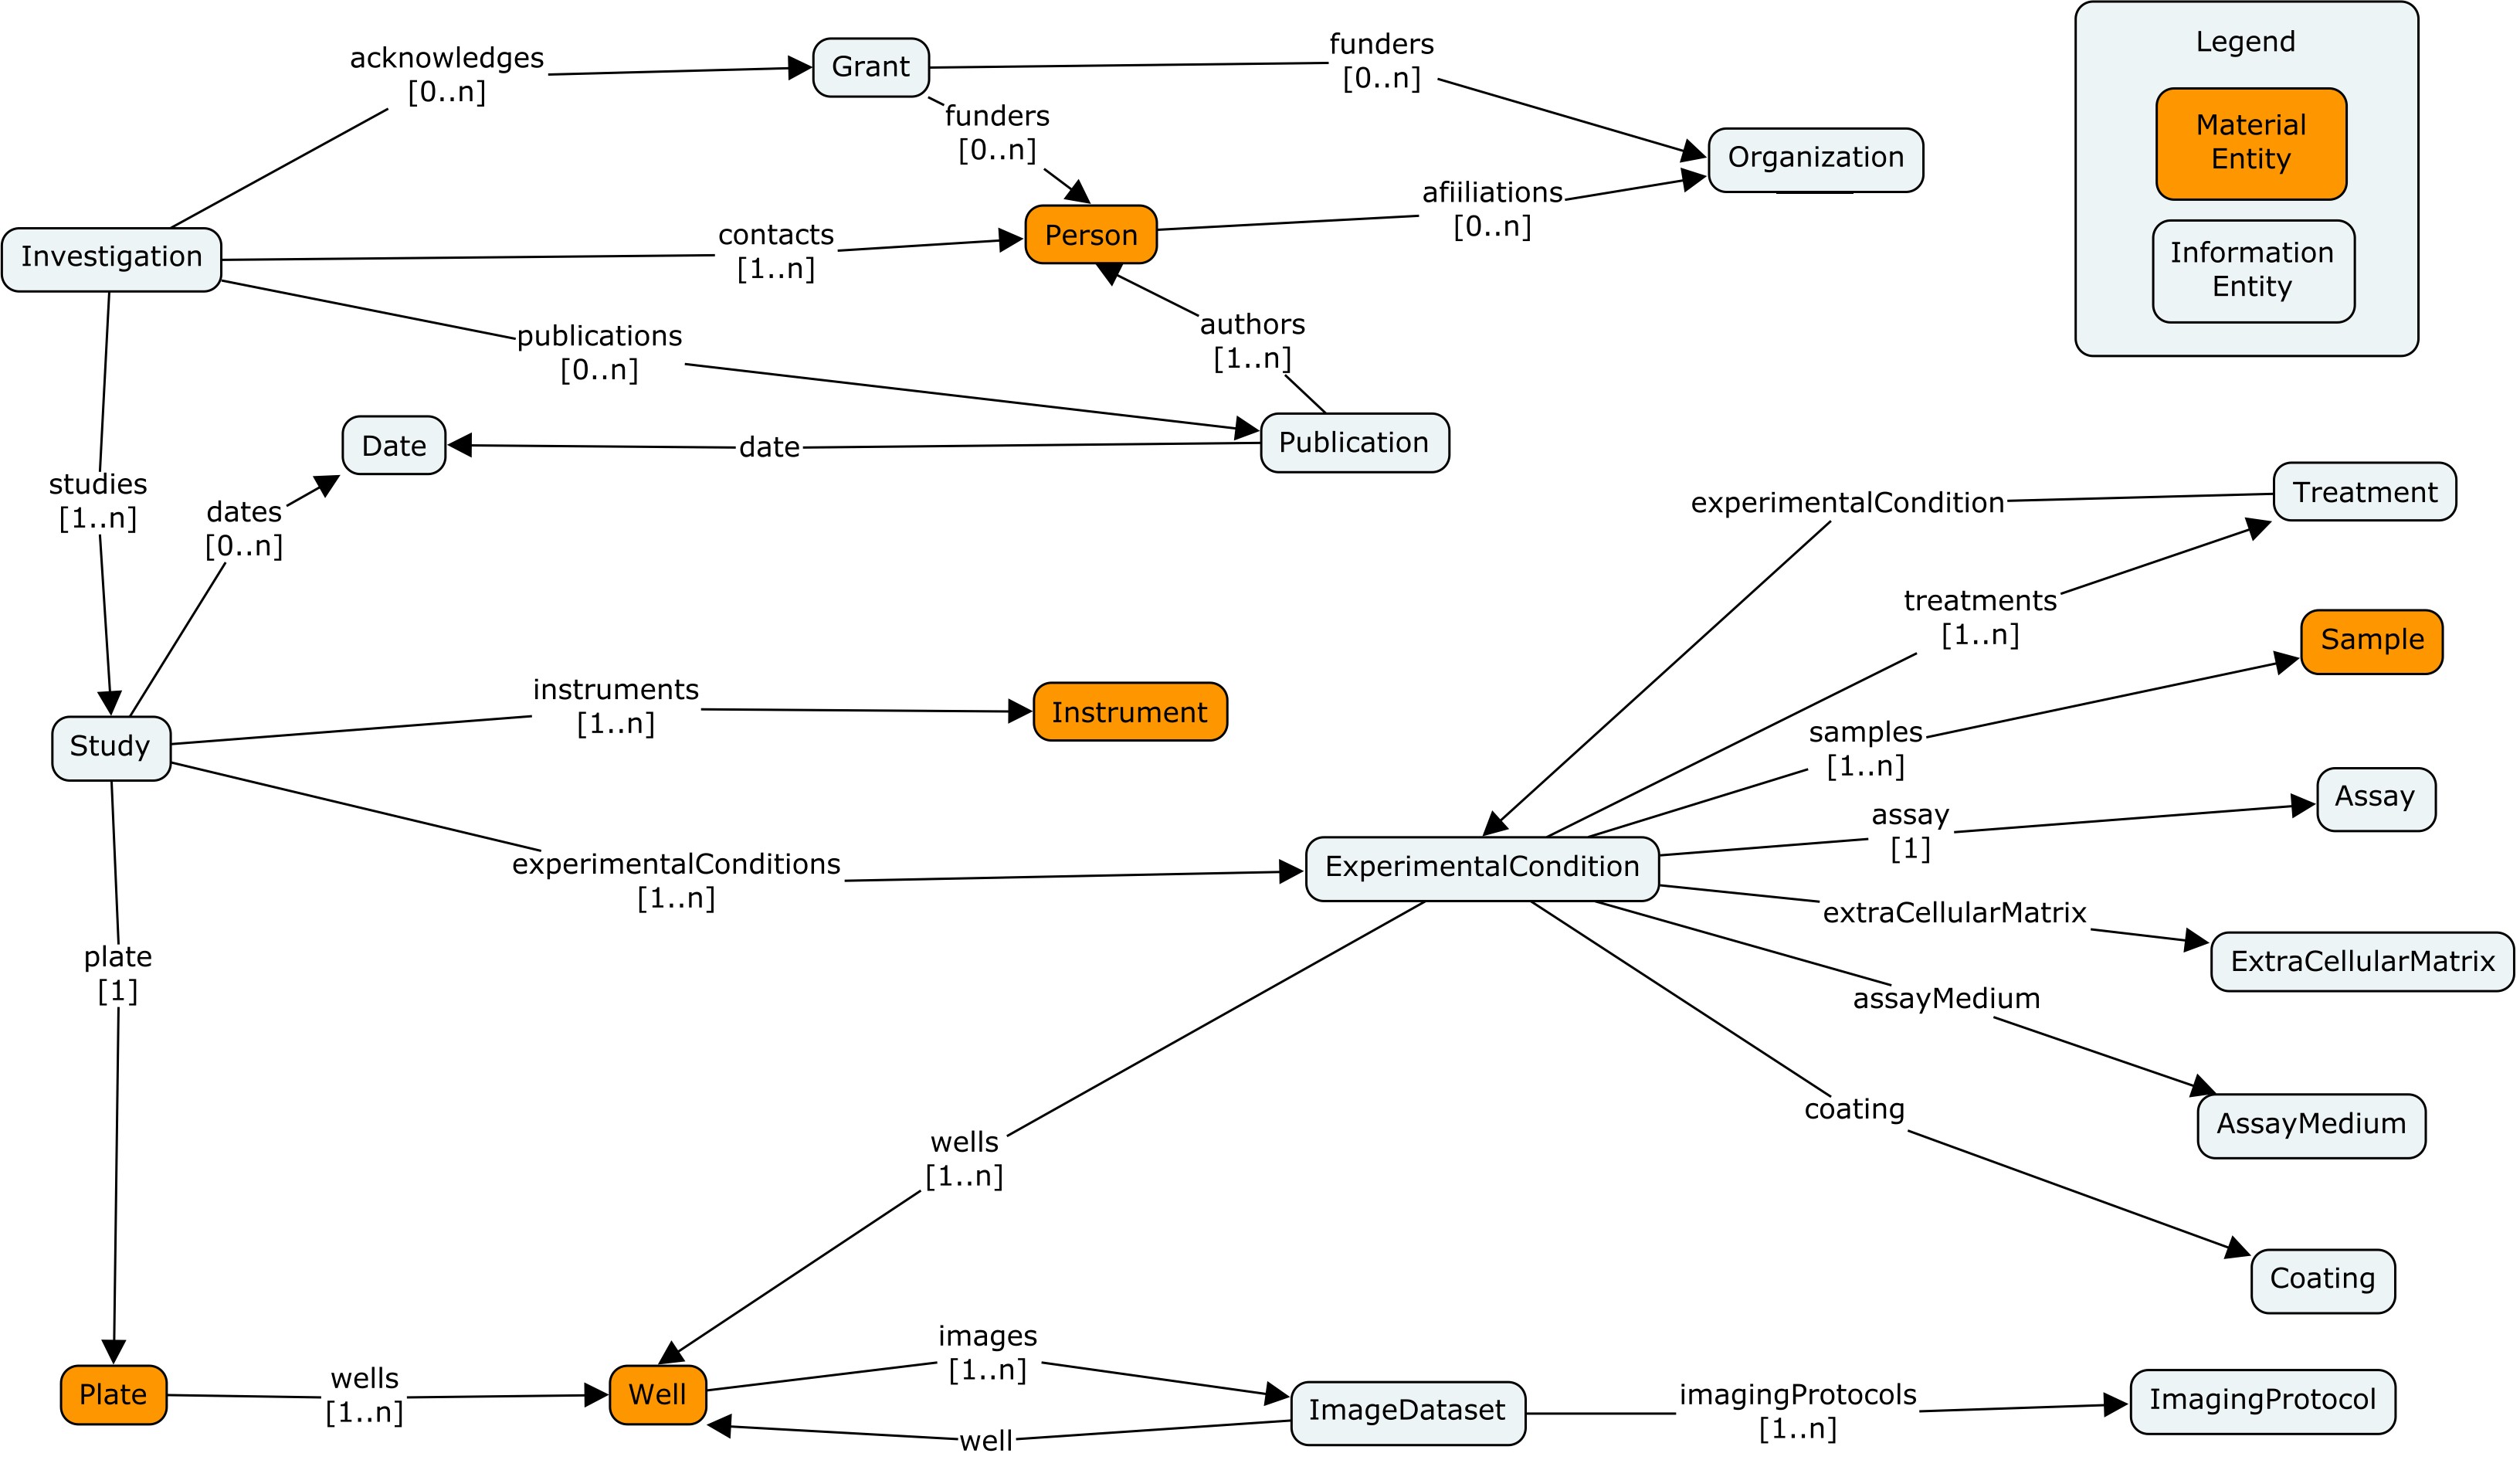 acknowledges
[0..n]
Grant
funders
[0..n]
funders
[0..n]
Organization
Legend
Material
Entity
Information
Entity
afiiliations
[0..n]
Person
Investigation
contacts
[1..n]
authors
[1..n]
publications
[0..n]
Date
date
Publication
studies
[1..n]
dates
[0..n]
experimentalCondition
Treatment
treatments
[1..n]
Sample
instruments
[1..n]
Instrument
Study
samples
[1..n]
Assay
assay
[1]
experimentalConditions
[1..n]
ExperimentalCondition
extraCellularMatrix
ExtraCellularMatrix
plate
[1]
assayMedium
AssayMedium
coating
wells
[1..n]
Coating
Plate
wells
[1..n]
Well
images
[1..n]
well
ImageDataset
imagingProtocols
[1..n]
ImagingProtocol